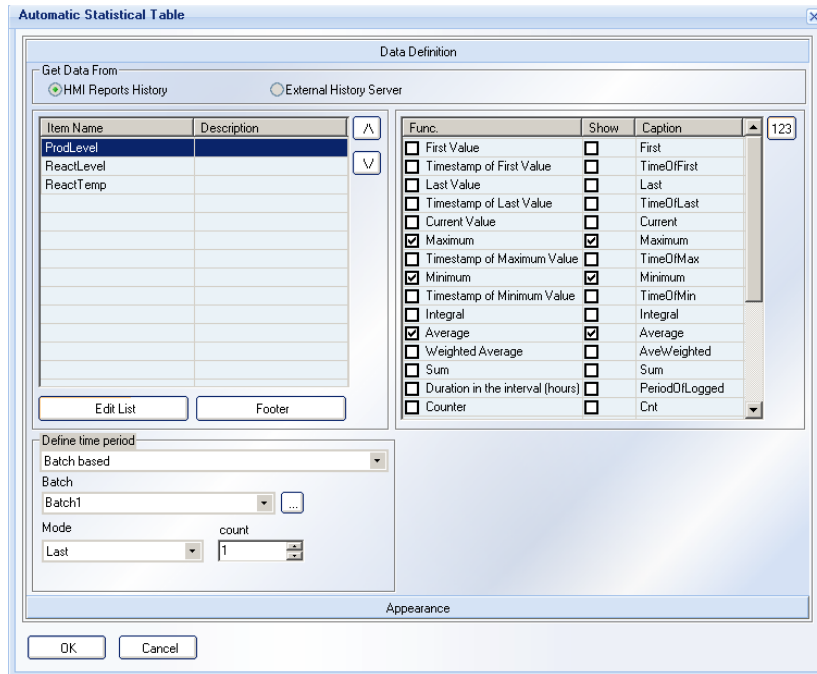 Automatic Statistical Table
Data Definition
Get Data From
HMI Reports History External History Server
Item Name Description
ProdLevel
ReactLevel
ReactTemp
/\
\/
Edit List Footer
Func. Show Caption
First Value First
Timestamp of First Value TimeOfFirst
Last Value Last
Timestamp of Last Value TimeOfLast
Current Value Current
Maximum Maximum
Timestamp of Maximum Value TimeOfMax
Minimum Minimum
Timestamp of Minimum Value TimeOfMin
Integral Integral
Average Average
Weighted Average AveWeighted
Sum Sum
Duration in the interval (hours) PeriodOfLogged
Counter Cnt
123
Define time period
Batch based
Batch
Batch1 ...
Mode count
Last 1
Appearance
OK Cancel